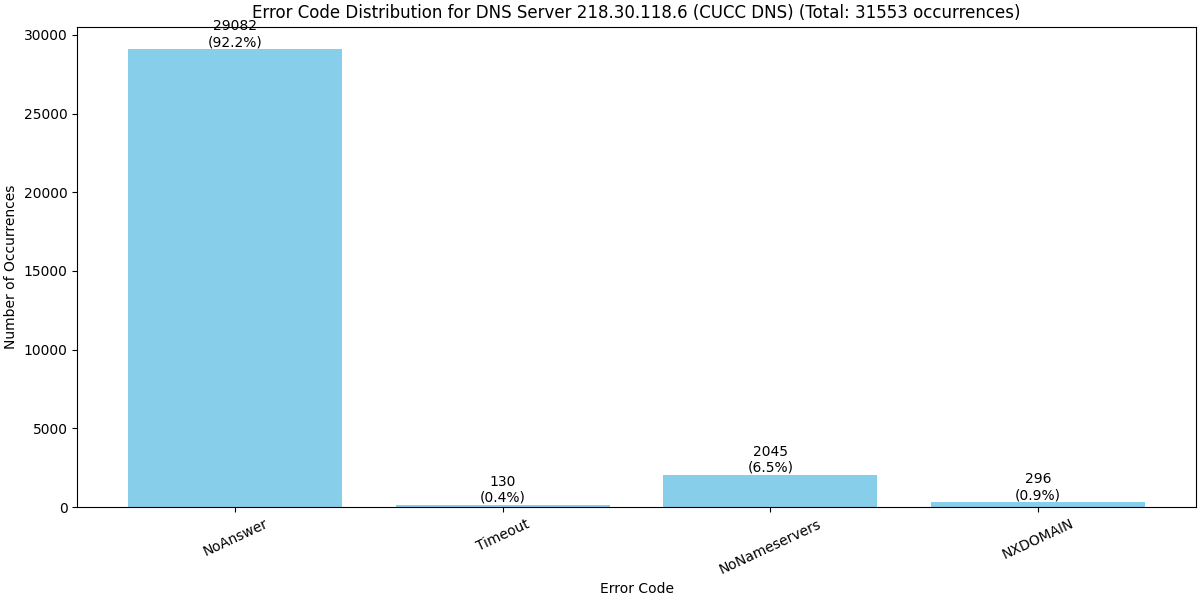 Error Code Distribution for DNS Server 218.30.118.6 (CUCC DNS) (Total: 31553 occurrences)
Number of Occurrences
30000
25000
20000
15000
10000
5000
0
29082
(92.2%)
130
(0.4%)
2045
(6.5%)
296
(0.9%)
NoAnswer
Timeout
NoNameservers
NXDOMAIN
Error Code